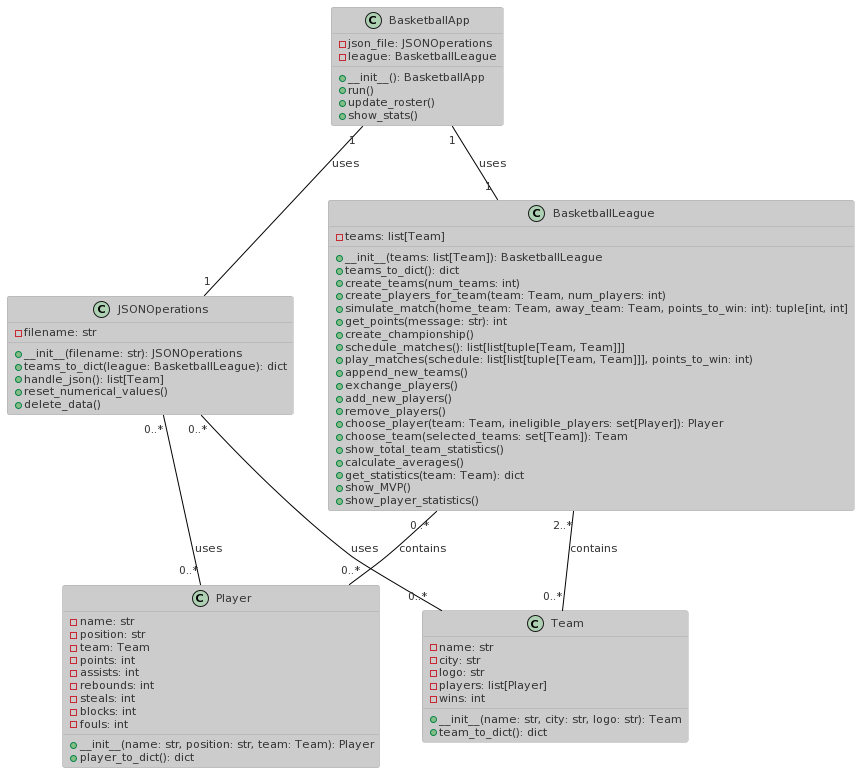 C BasketballApp
json_file: JSONOperations
league: BasketballLeague
__init__(): BasketballApp
run()
update_roster()
show_stats()
1
1
uses
uses
1
1
C BasketballLeague
teams: list[Team]
__init__(teams: list[Team]): BasketballLeague
teams_to_dict(): dict
create_teams(num_teams: int)
create_players_for_team(team: Team, num_players: int)
simulate_match(home_team: Team, away_team: Team, points_to_win: int): tuple[int, int]
get_points(message: str): int
create_championship()
schedule_matches(): list[list[tuple[Team, Team]]]
play_matches(schedule: list[list[tuple[Team, Team]]], points_to_win: int)
append_new_teams()
exchange_players()
add_new_players()
remove_players()
choose_player(team: Team, ineligible_players: set[Player]): Player
choose_team(selected_teams: set[Team]): Team
show_total_team_statistics()
calculate_averages()
get_statistics(team: Team): dict
show_MVP()
show_player_statistics()
C JSONOperations
filename: str
__init__(filename: str): JSONOperations
teams_to_dict(league: BasketballLeague): dict
handle_json(): list[Team]
reset_numerical_values()
delete_data()
0..*
0..*
0..*
2..*
uses
uses
contains
contains
0..*
0..*
0..*
0..*
C Player
name: str
position: str
team: Team
points: int
assists: int
rebounds: int
steals: int
blocks: int
fouls: int
__init__(name: str, position: str, team: Team): Player
player_to_dict(): dict
C Team
name: str
city: str
logo: str
players: list[Player]
wins: int
__init__(name: str, city: str, logo: str): Team
team_to_dict(): dict